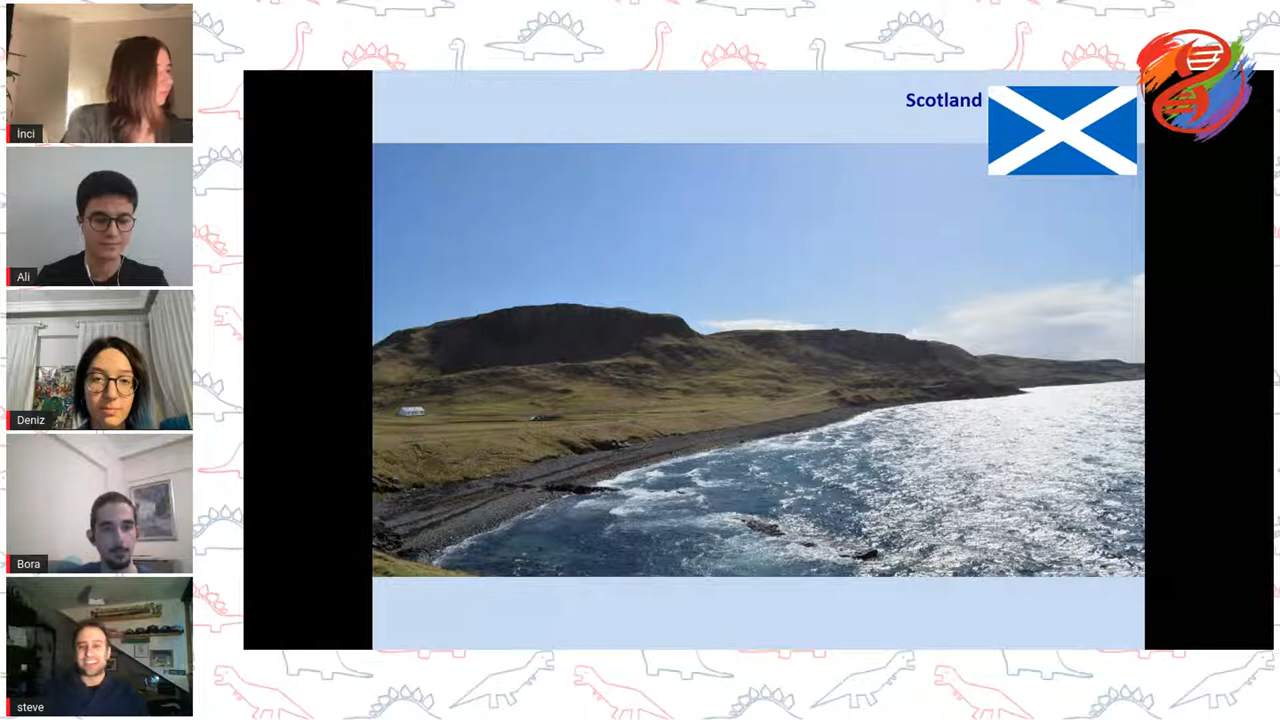 İnci
Ali
Deniz
Bora
steve
Scotland